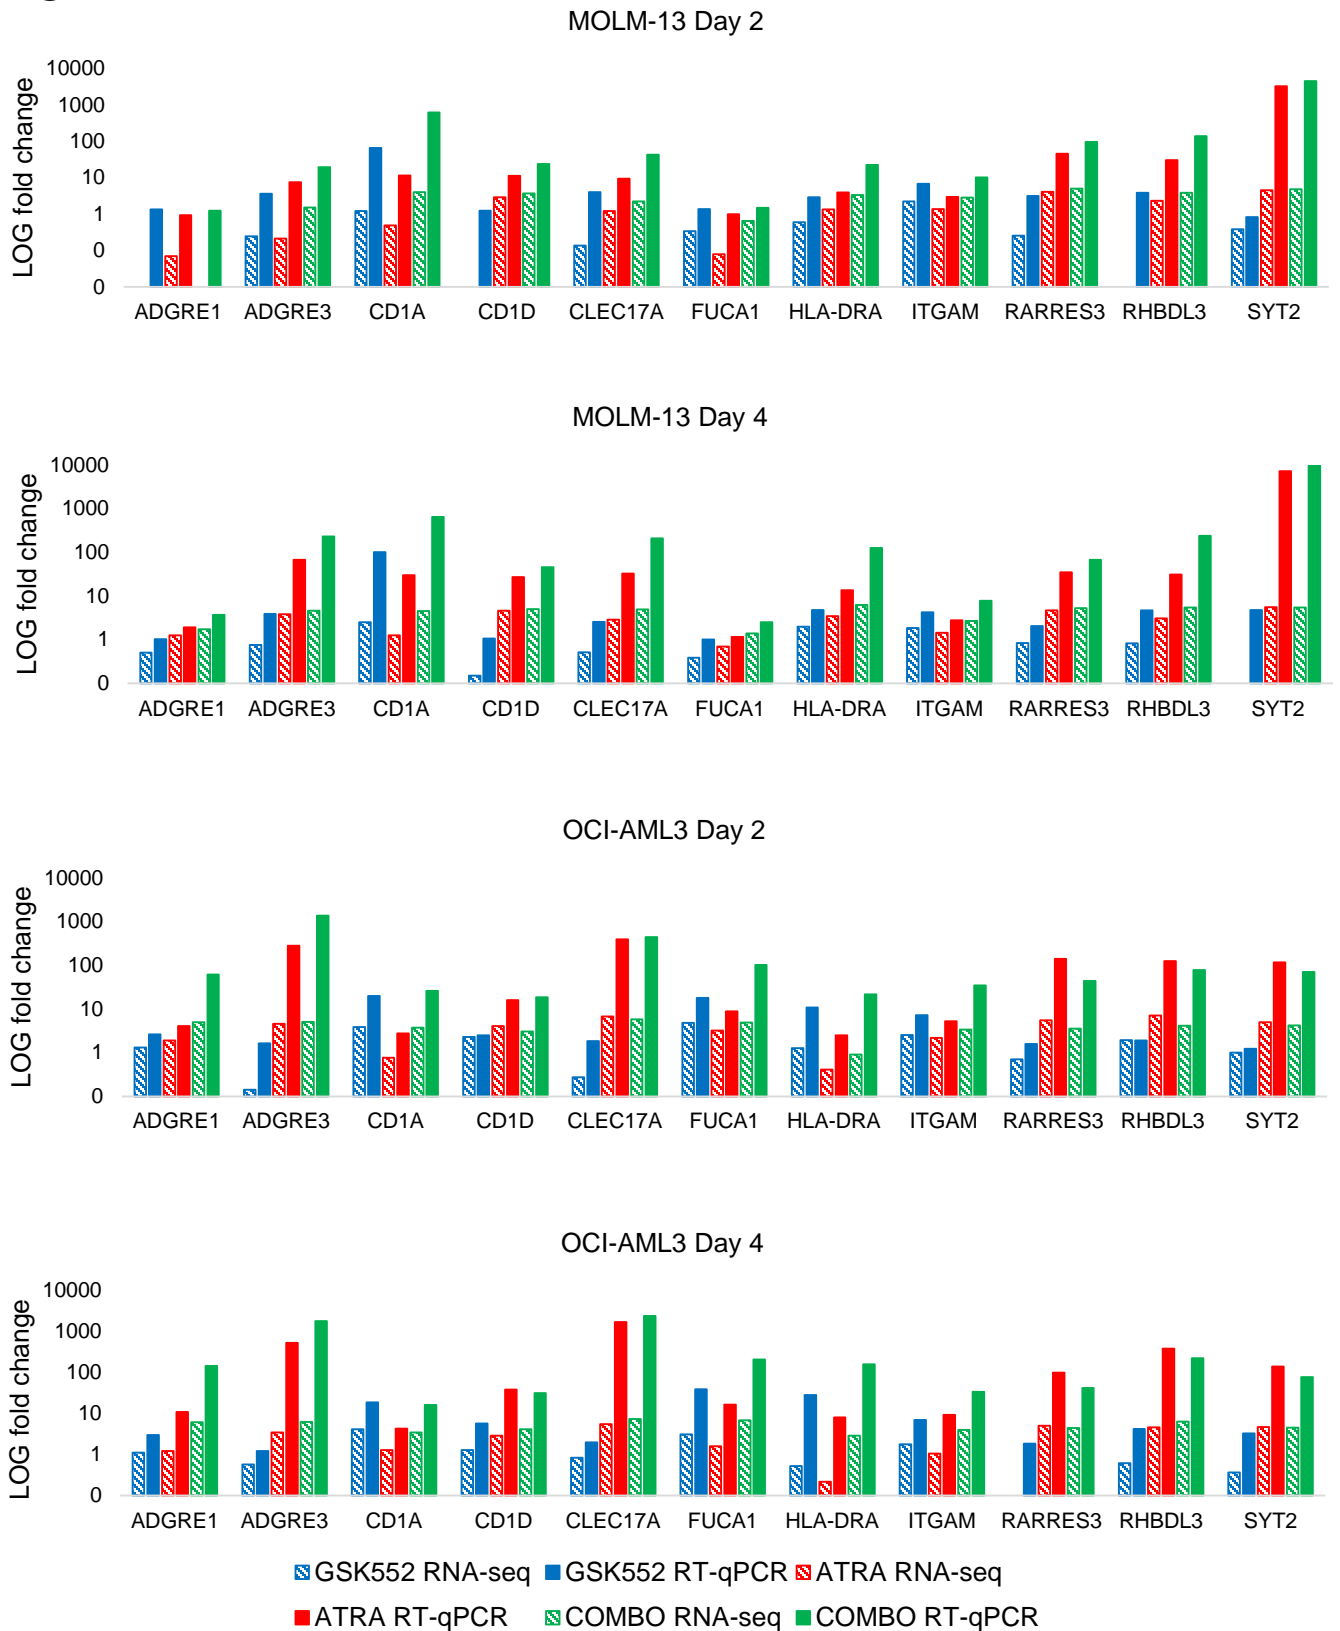 MOLM-13 Day 2
LOG fold change
10000
1000
100
10
1
0
0
ADGRE1 ADGRE3 CD1A CD1D CLEC17A FUCA1 HLA-DRA ITGAM RARRES3 RHBDL3 SYT2
MOLM-13 Day 4
LOG fold change
10000
1000
100
10
1
0
ADGRE1 ADGRE3 CD1A CD1D CLEC17A FUCA1 HLA-DRA ITGAM RARRES3 RHBDL3 SYT2
OCI-AML3 Day 2
LOG fold change
10000
1000
100
10
1
0
ADGRE1 ADGRE3 CD1A CD1D CLEC17A FUCA1 HLA-DRA ITGAM RARRES3 RHBDL3 SYT2
OCI-AML3 Day 4
LOG fold change
10000
1000
100
10
1
0
ADGRE1 ADGRE3 CD1A CD1D CLEC17A FUCA1 HLA-DRA ITGAM RARRES3 RHBDL3 SYT2
GSK552 RNA-seq GSK552 RT-qPCR ATRA RNA-seq
ATRA RT-qPCR COMBO RNA-seq COMBO RT-qPCR